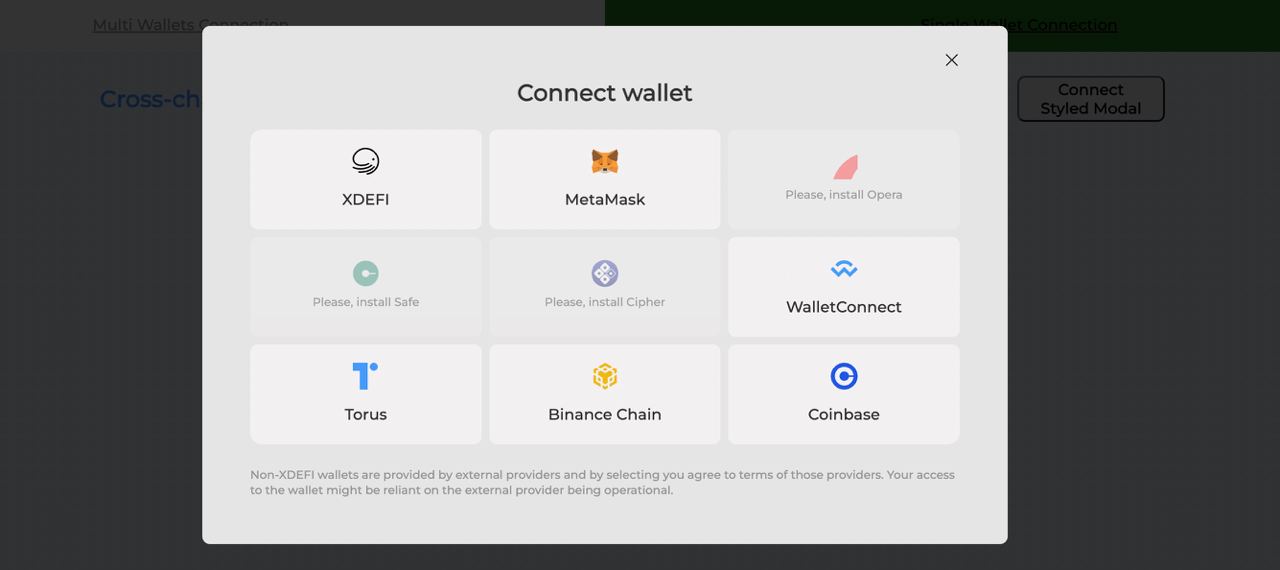 Multi Wallets Connection
Single Wallet Connection
Cross-ch
Connect
Styled Modal
Connect wallet
XDEFI
MetaMask
Please, install Opera
Please, install Safe
Please, install Cipher
WalletConnect
Torus
Binance Chain
Coinbase
Non-XDEFI wallets are provided by external providers and by selecting you agree to terms of those providers. Your access
to the wallet might be reliant on the external provider being operational.